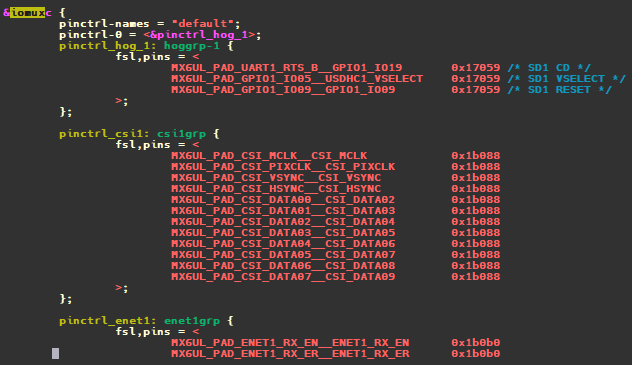 &iomuxc {
pinctrl-names = "default";
pinctrl-0 = <&pinctrl_hog_1>;
pinctrl_hog_1: hoggrp-1 {
fsl,pins = <
MX6UL_PAD_UART1_RTS_B__GPIO1_IO19 0x17059 /* SD1 CD */
MX6UL_PAD_GPIO1_IO05__USDHC1_VSELECT 0x17059 /* SD1 VSELECT */
MX6UL_PAD_GPIO1_IO09__GPIO1_IO09 0x17059 /* SD1 RESET */
>;
};
pinctrl_csi1: csi1grp {
fsl,pins = <
MX6UL_PAD_CSI_MCLK__CSI_MCLK 0x1b088
MX6UL_PAD_CSI_PIXCLK__CSI_PIXCLK 0x1b088
MX6UL_PAD_CSI_VSYNC__CSI_VSYNC 0x1b088
MX6UL_PAD_CSI_HSYNC__CSI_HSYNC 0x1b088
MX6UL_PAD_CSI_DATA00__CSI_DATA02 0x1b088
MX6UL_PAD_CSI_DATA01__CSI_DATA03 0x1b088
MX6UL_PAD_CSI_DATA02__CSI_DATA04 0x1b088
MX6UL_PAD_CSI_DATA03__CSI_DATA05 0x1b088
MX6UL_PAD_CSI_DATA04__CSI_DATA06 0x1b088
MX6UL_PAD_CSI_DATA05__CSI_DATA07 0x1b088
MX6UL_PAD_CSI_DATA06__CSI_DATA08 0x1b088
MX6UL_PAD_CSI_DATA07__CSI_DATA09 0x1b088
>;
};
pinctrl_enet1: enet1grp {
fsl,pins = <
MX6UL_PAD_ENET1_RX_EN__ENET1_RX_EN 0x1b0b0
MX6UL_PAD_ENET1_RX_ER__ENET1_RX_ER 0x1b0b0